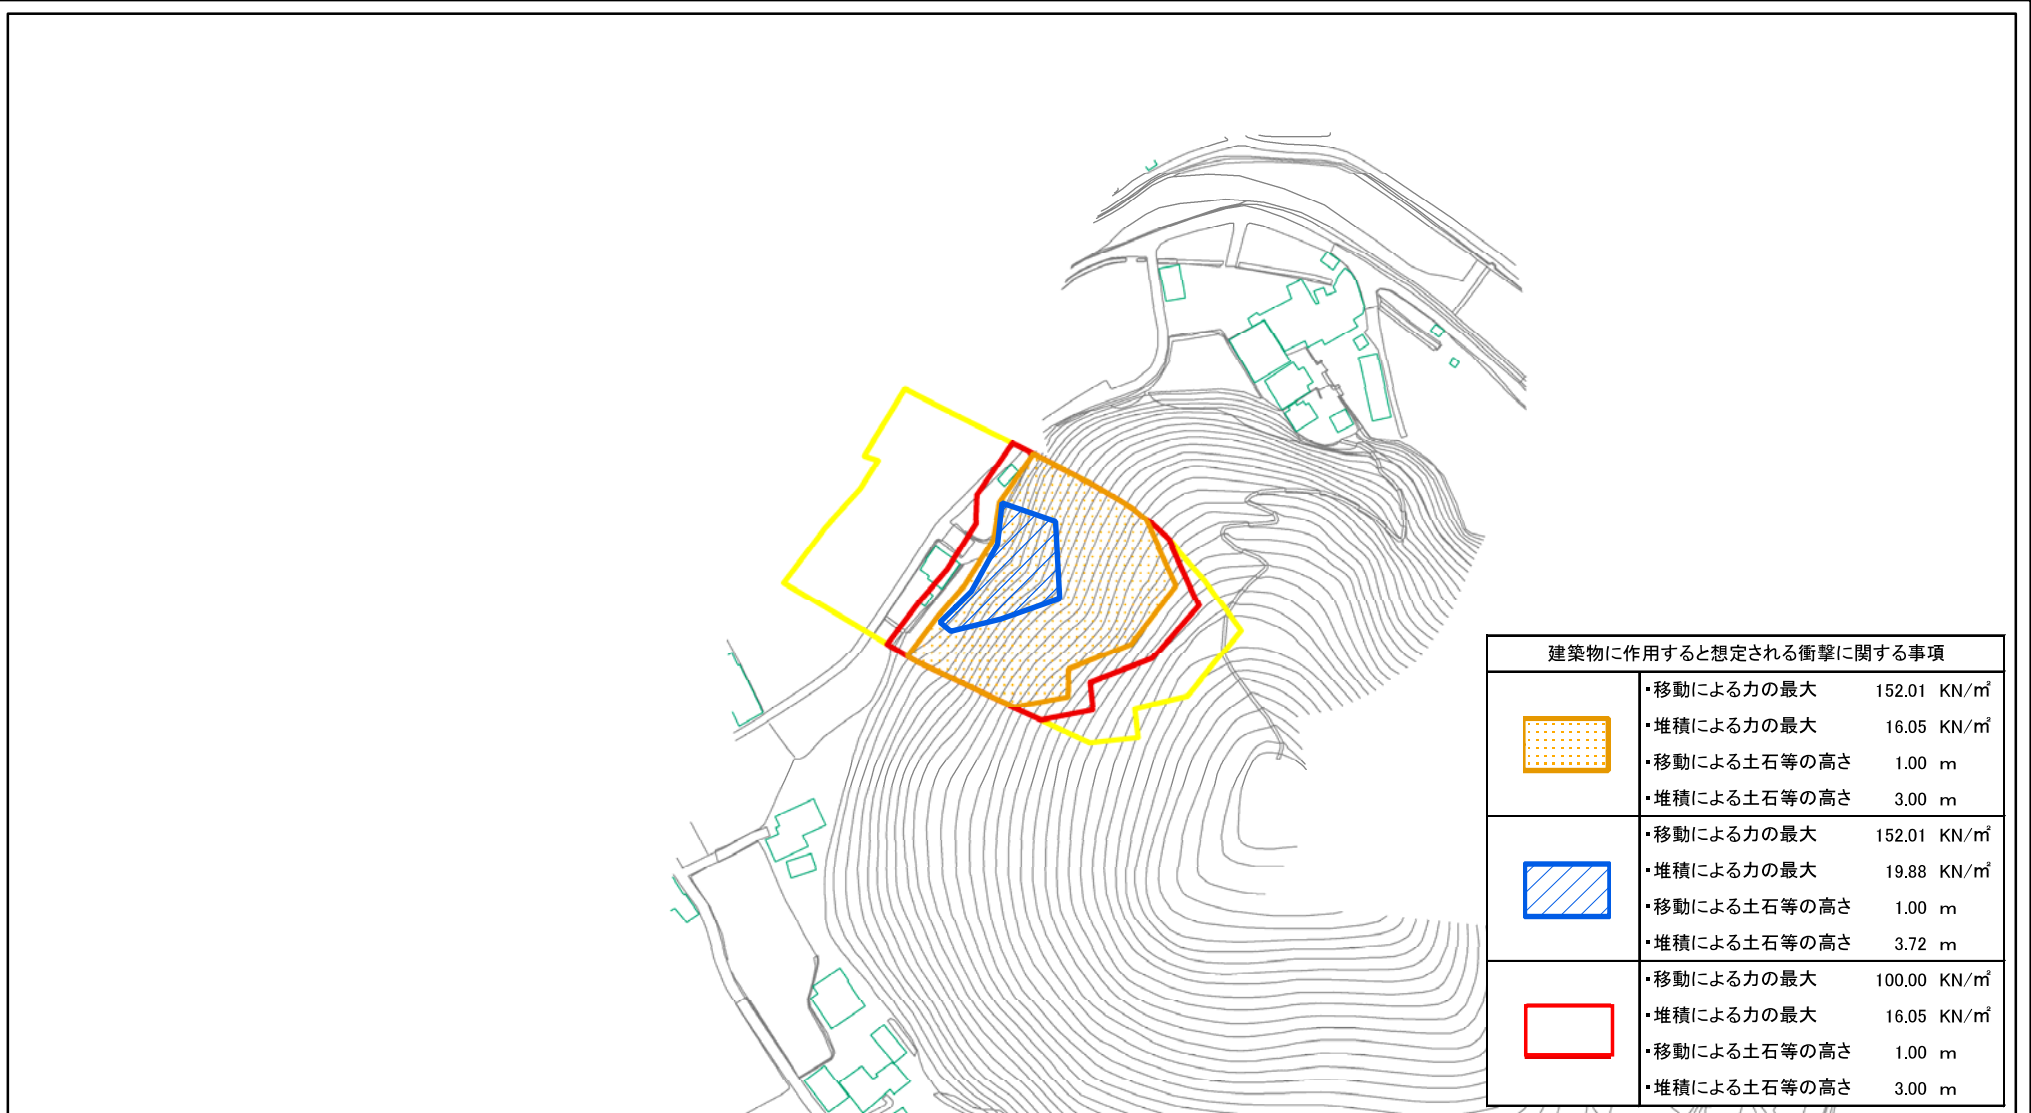 建築物に作用すると想定される衝撃に関する事項
・移動による力の最大 152.01 KN/㎡
・堆積による力の最大 16.05 KN/㎡
・移動による土石等の高さ 1.00 m
・堆積による土石等の高さ 3.00 m
・移動による力の最大 152.01 KN/㎡
・堆積による力の最大 19.88 KN/㎡
・移動による土石等の高さ 1.00 m
・堆積による土石等の高さ 3.72 m
・移動による力の最大 100.00 KN/㎡
・堆積による力の最大 16.05 KN/㎡
・移動による土石等の高さ 1.00 m
・堆積による土石等の高さ 3.00 m